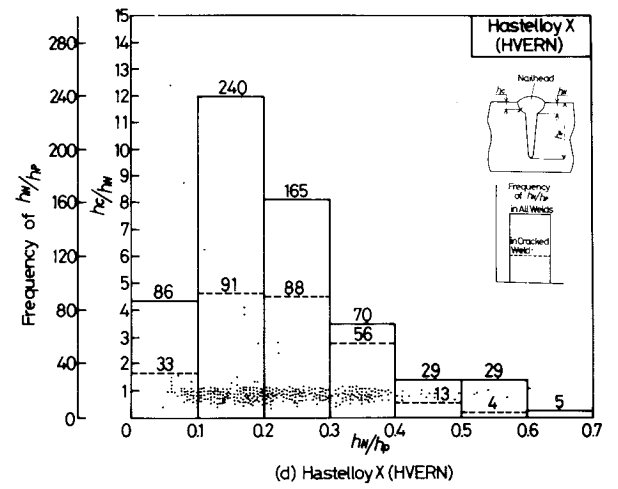 Hastelloy X
(HVERN)
Nailhead
hc
hw
hp
Frequency
of hw/hp
in All Welds
in Cracked
Weld
Frequency of hw/hp
280
240
200
160
120
80
40
0
hc/hw
15
14
13
12
11
10
9
8
7
6
5
4
3
2
1
86
240
165
70
29
29
5
33
91
88
56
13
4
0
0.1
0.2
0.3
0.4
0.5
0.6
0.7
hw/hp
(d) Hastelloy X (HVERN)